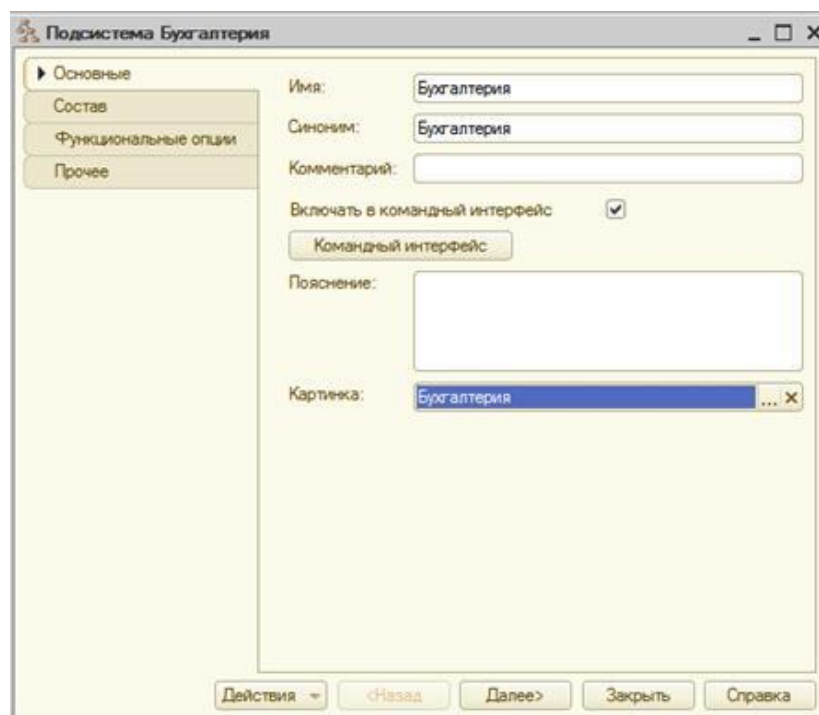 Подсистема Бухгалтерия
Основные
Состав
Функциональные опции
Прочее
Имя: Бухгалтерия
Синоним: Бухгалтерия
Комментарий:
Включать в командный интерфейс
Командный интерфейс
Пояснение:
Картинка: Бухгалтерия ...
Действия <Назад Далее> Закрыть Справка